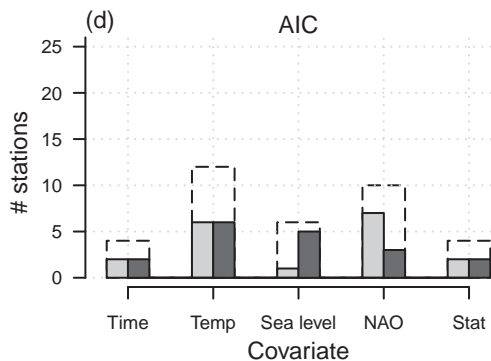 (d)
AIC
# stations
25
20
15
10
5
0
Time Temp Sea level NAO Stat
Covariate